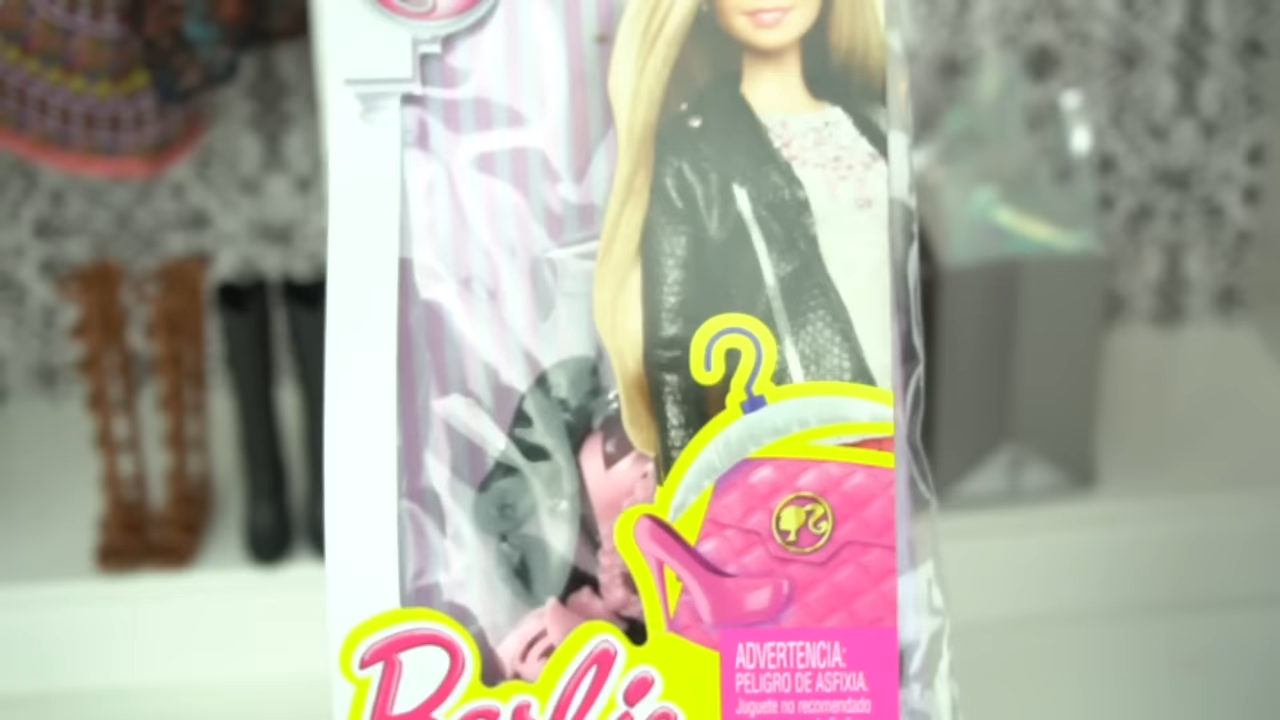 Barbie
ADVERTENCIA:
PELIGRO DE ASFIXIA.
Juguete no recomendado